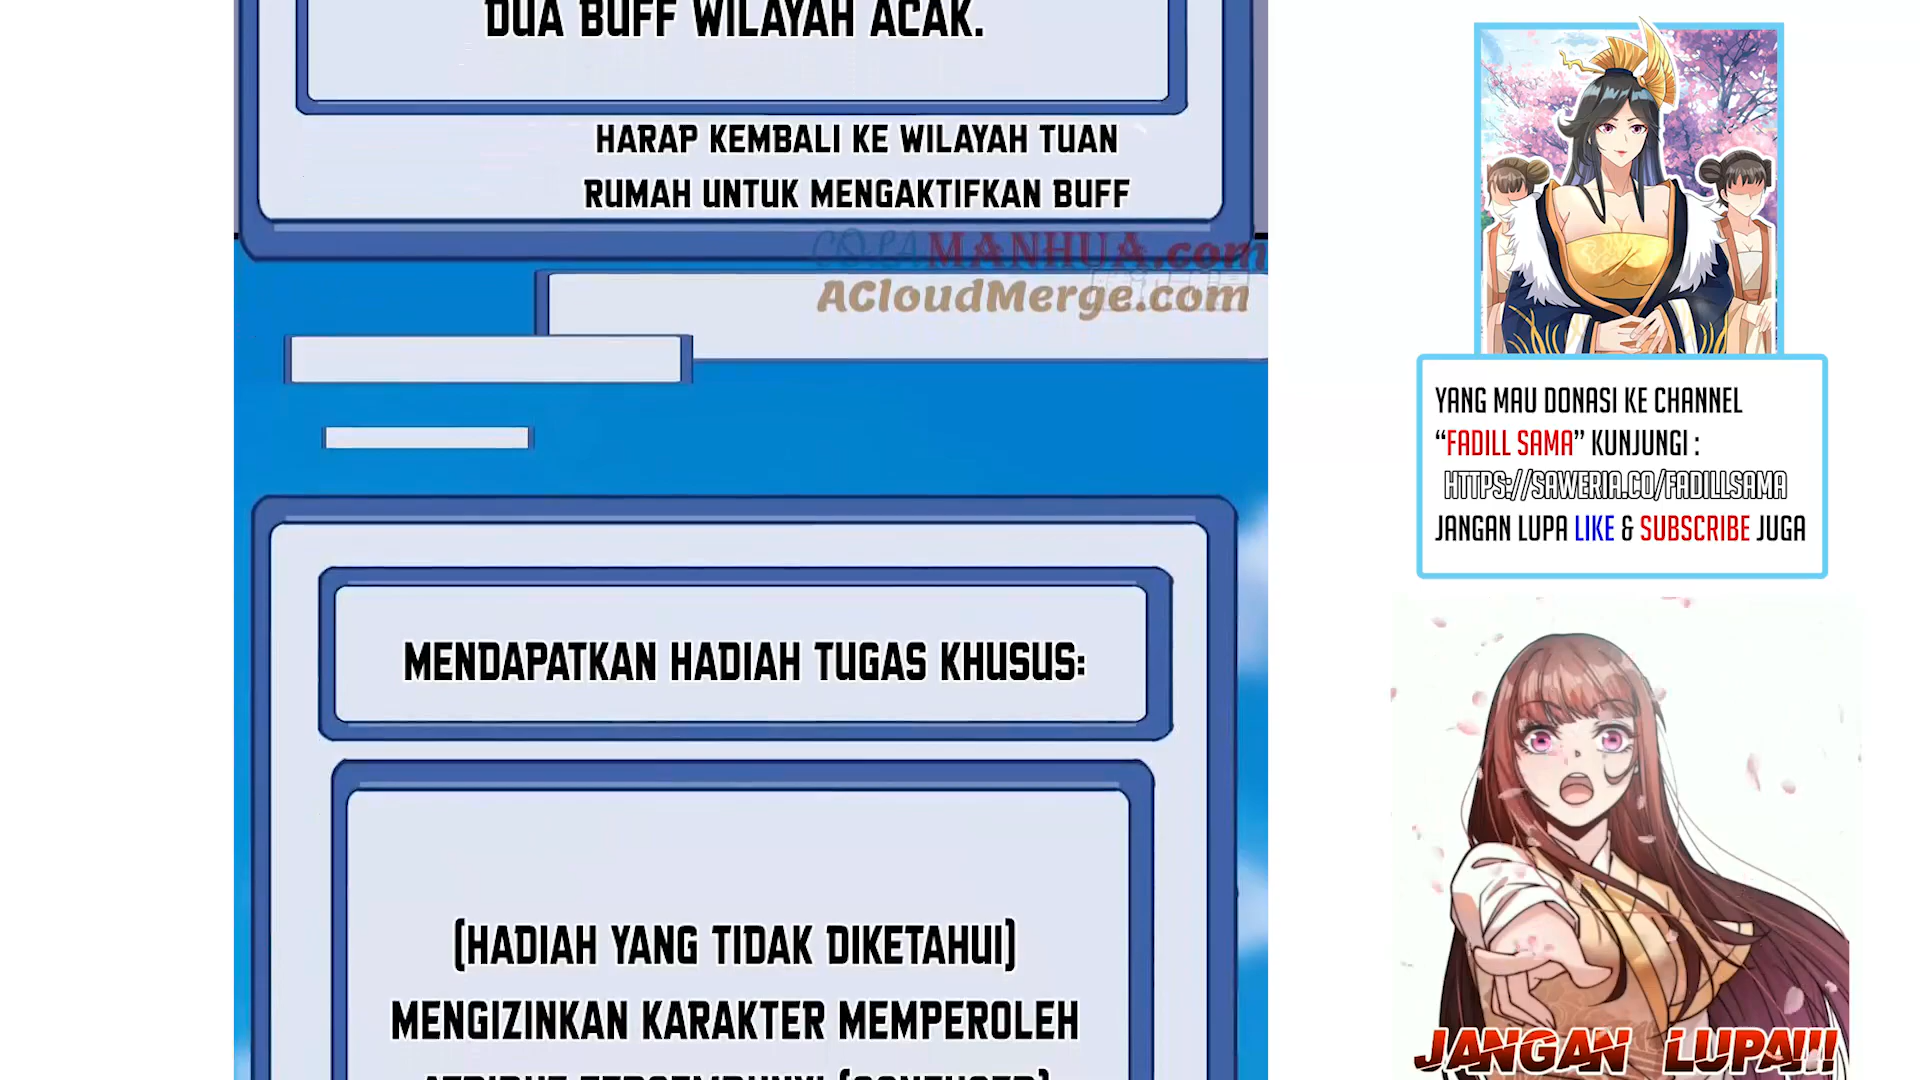 DUA BUFF WILAYAH ACAK.
HARAP KEMBALI KE WILAYAH TUAN
RUMAH UNTUK MENGAKTIFKAN BUFF
COLAMANHUA.com
ACloudMerge.com
MENDAPATKAN HADIAH TUGAS KHUSUS:
(HADIAH YANG TIDAK DIKETAHUI)
MENGIZINKAN KARAKTER MEMPEROLEH
YANG MAU DONASI KE CHANNEL
“FADILL SAMA” KUNJUNGI :
HTTPS://SAWERIA.CO/FADILLSAMA
JANGAN LUPA LIKE & SUBSCRIBE JUGA
JANGAN LUPA!!!